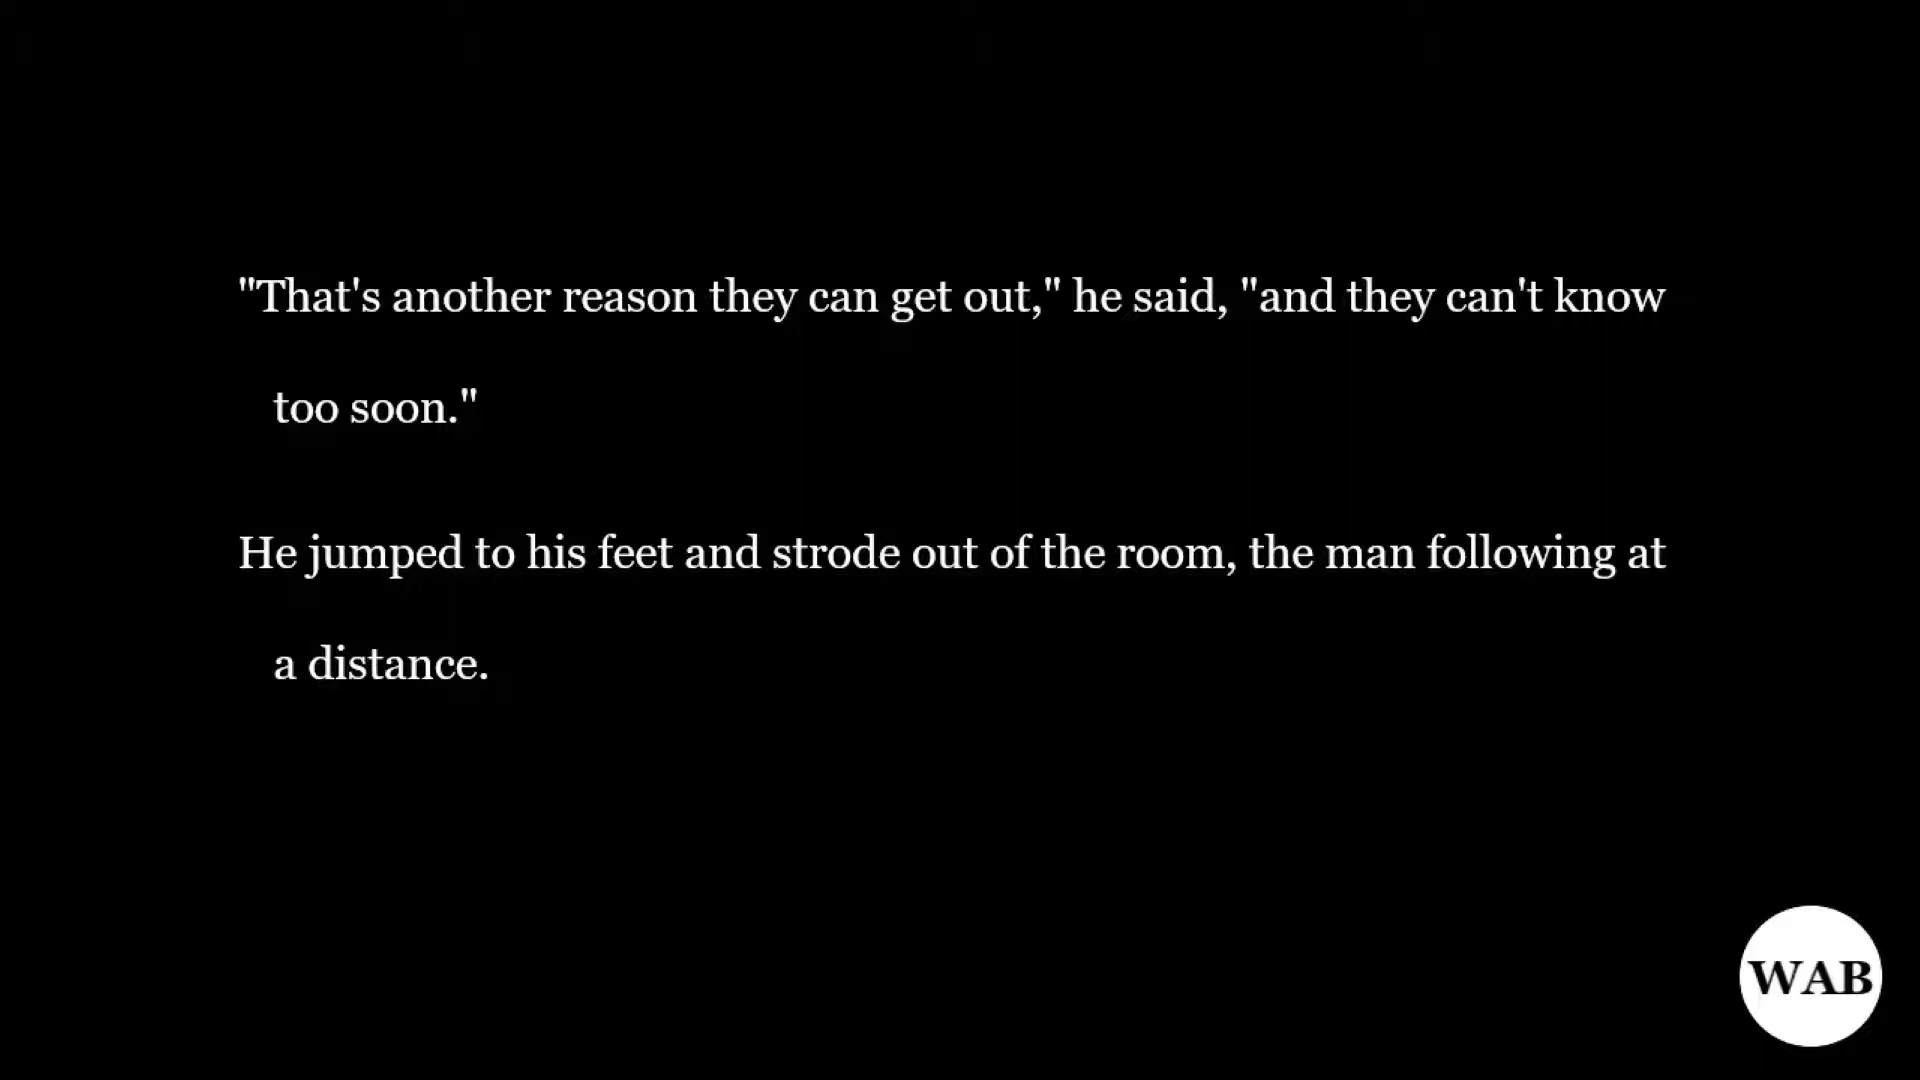 "That's another reason they can get out," he said, "and they can't know
too soon."
He jumped to his feet and strode out of the room, the man following at
a distance.
WAB